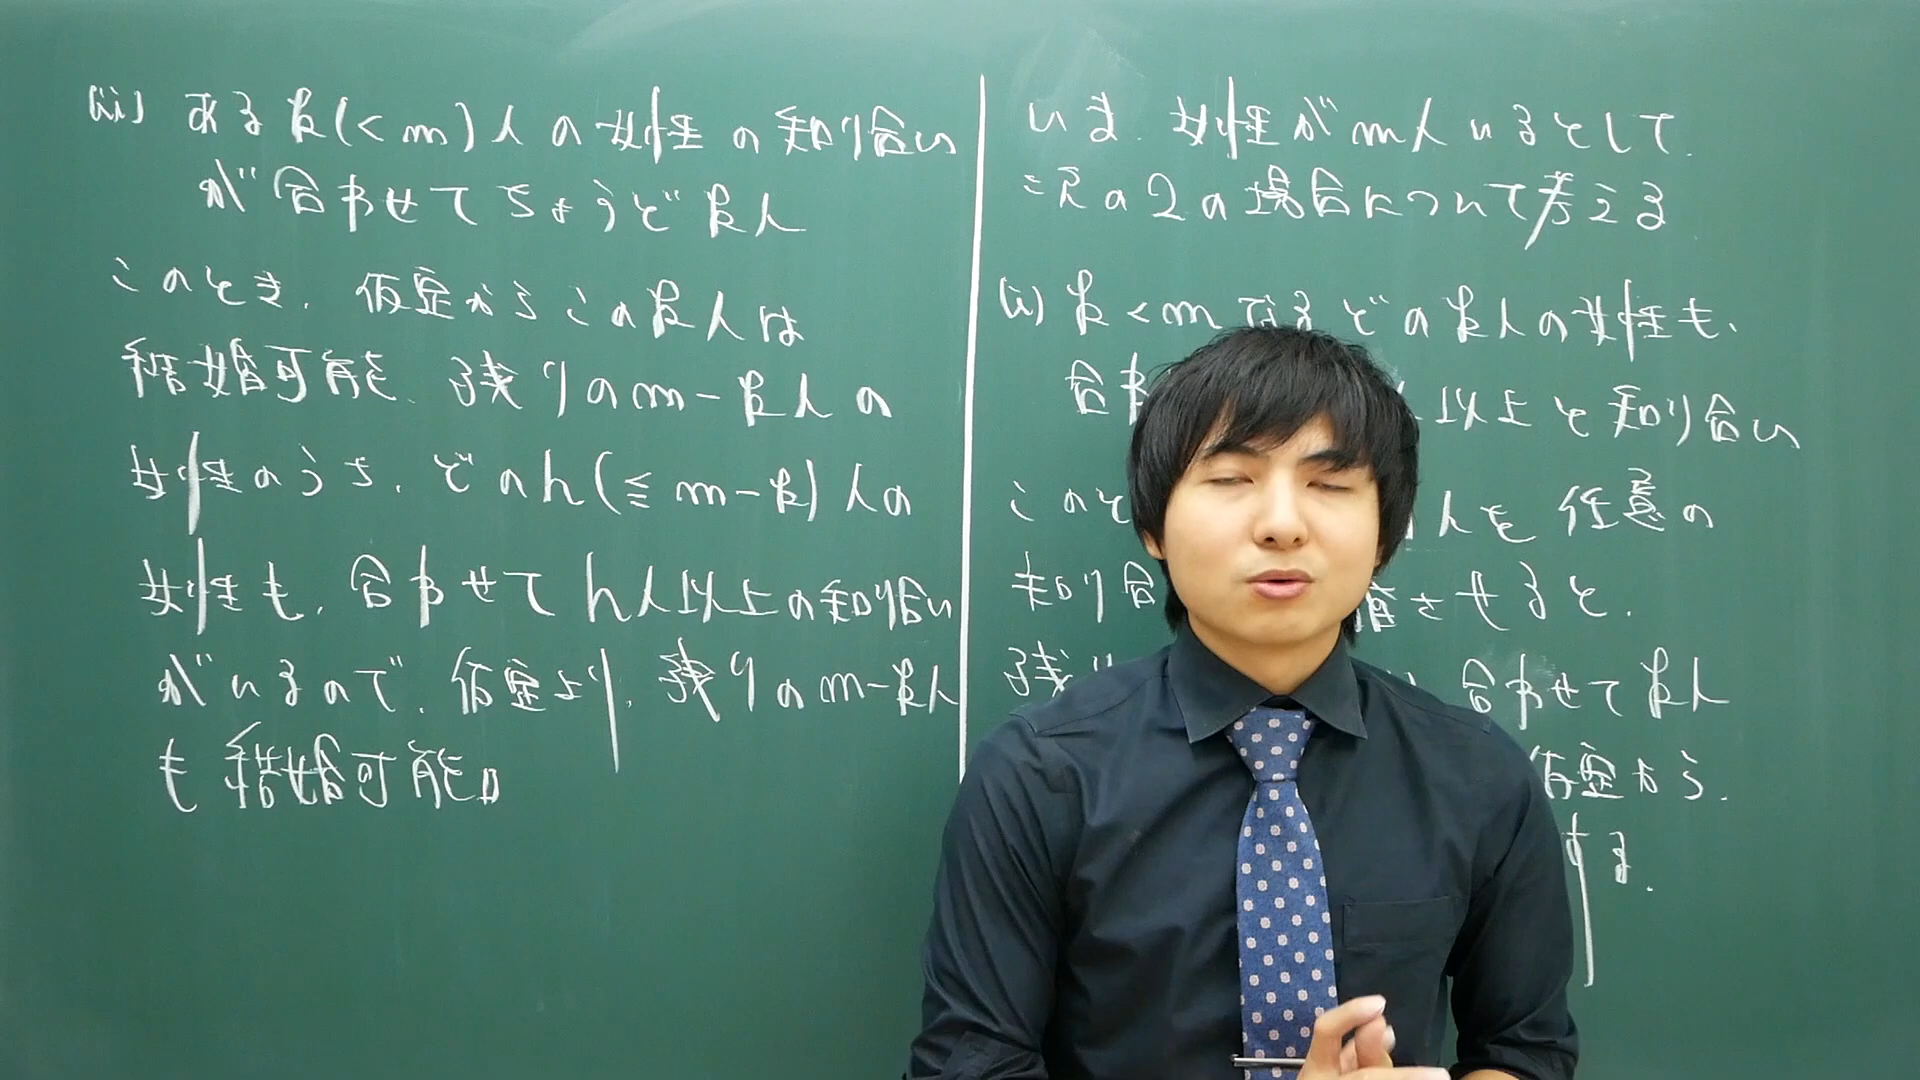 (ii) ある k(<m) 人の女性の知り合い
が合わせてちょうど k人
このとき、仮定からこの k人は
結婚可能、残りの m-k人の
女性のうち、どの h(≦m-k)人の
女性も、合わせて h人以上の知り合い
がいるので、仮定より、残りの m-k人
も結婚可能。
いま、女性が m人いるとして、
次の2の場合について考える
(i) k<m なるどの k人の女性も、
合わ 以上と知り合い
このと 人を任意の
知り合 させると、
残り 合わせて k人
仮定から、
する.